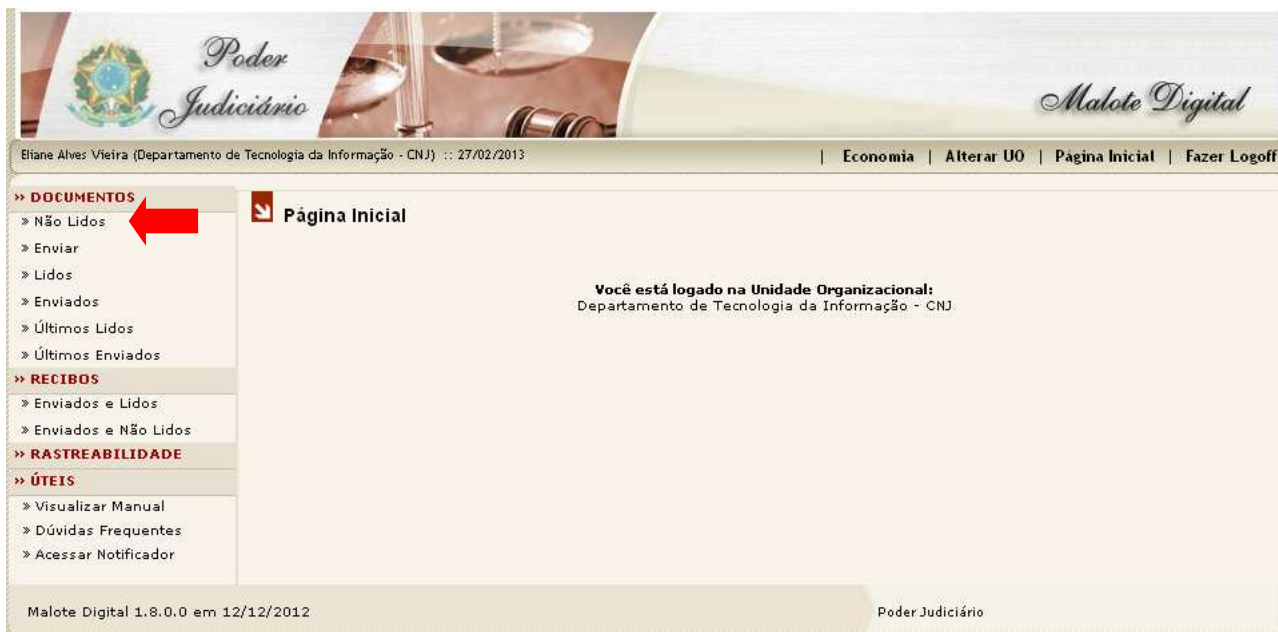 Poder
Judiciário
Malote Digital
Eliane Alves Vieira (Departamento de Tecnologia da Informação - CNJ) :: 27/02/2013
| Economia | Alterar UO | Página Inicial | Fazer Logoff
» DOCUMENTOS
» Não Lidos
» Enviar
» Lidos
» Enviados
» Últimos Lidos
» Últimos Enviados
» RECIBOS
» Enviados e Lidos
» Enviados e Não Lidos
» RASTREABILIDADE
» ÚTEIS
» Visualizar Manual
» Dúvidas Frequentes
» Acessar Notificador
Página Inicial
Você está logado na Unidade Organizacional:
Departamento de Tecnologia da Informação - CNJ
Malote Digital 1.8.0.0 em 12/12/2012
Poder Judiciário